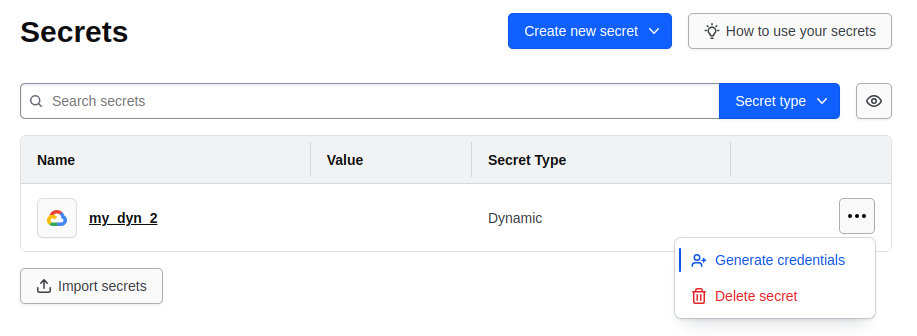 Secrets
Create new secret
How to use your secrets
Search secrets
Secret type
Name Value Secret Type
my_dyn_2 Dynamic
Generate credentials
Import secrets
Delete secret